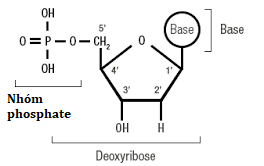 OH
O=P-O-CH2
OH
5'
O
Base
Base
4'
1'
3'
2'
OH
H
Nhóm
phosphate
Deoxyribose